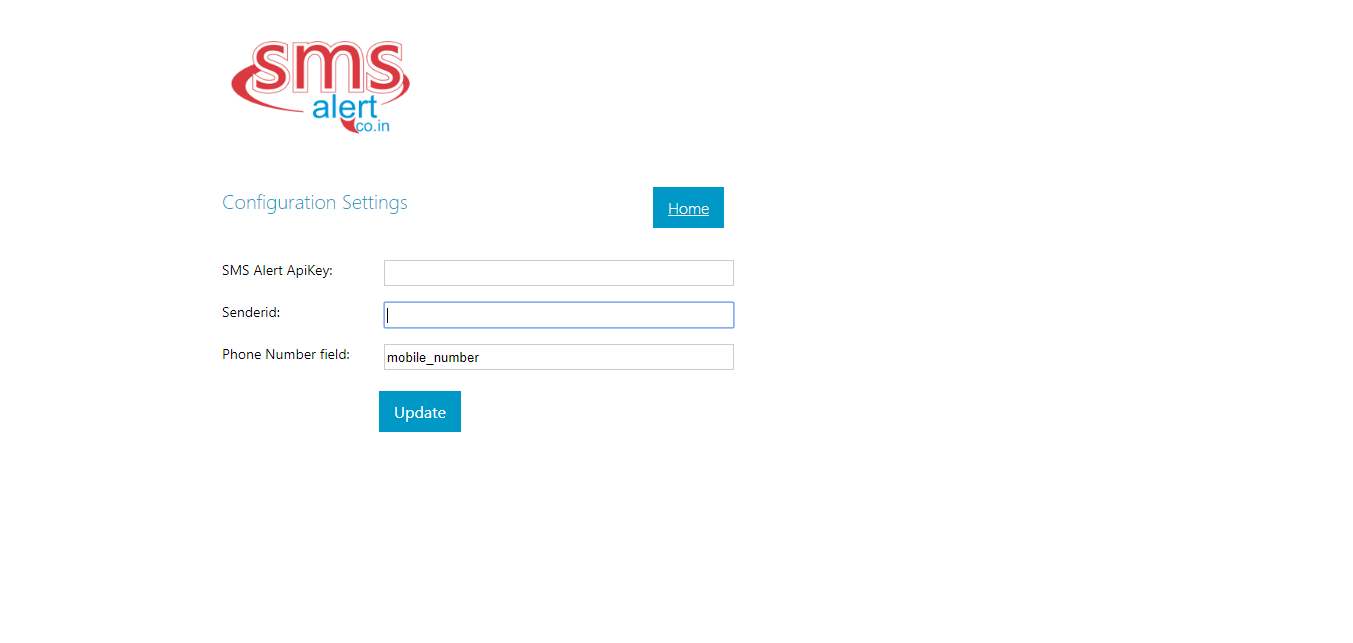 sms
alert
co.in
Configuration Settings
Home
SMS Alert ApiKey:
Senderid:
Phone Number field:
mobile_number
Update